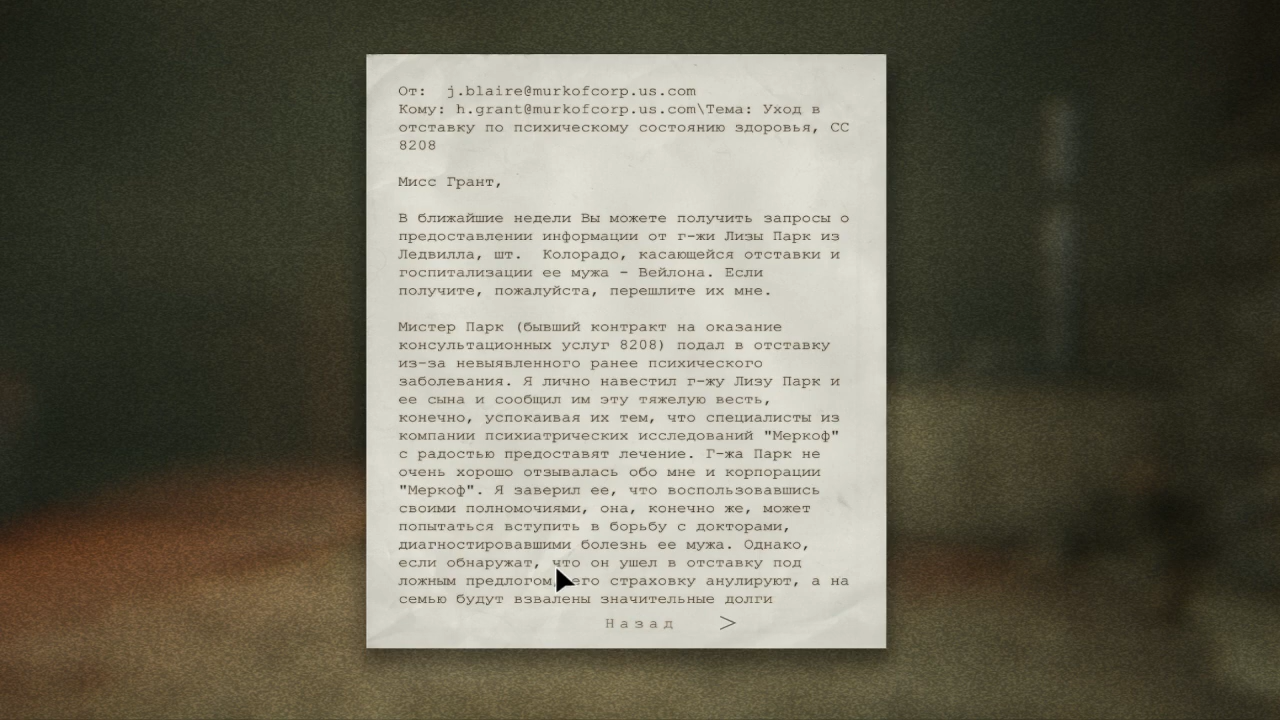 От:  j.blaire@murkofcorp.us.com
Кому: h.grant@murkofcorp.us.com\Тема: Уход в
отставку по психическому состоянию здоровья, СС
8208
Мисс Грант,
В ближайшие недели Вы можете получить запросы о
предоставлении информации от г-жи Лизы Парк из
Ледвилла, шт.  Колорадо, касающейся отставки и
госпитализации ее мужа - Вейлона. Если
получите, пожалуйста, перешлите их мне.
Мистер Парк (бывший контракт на оказание
консультационных услуг 8208) подал в отставку
из-за невыявленного ранее психического
заболевания. Я лично навестил г-жу Лизу Парк и
ее сына и сообщил им эту тяжелую весть,
конечно, успокаивая их тем, что специалисты из
компании психиатрических исследований "Меркоф"
с радостью предоставят лечение. Г-жа Парк не
очень хорошо отзывалась обо мне и корпорации
"Меркоф". Я заверил ее, что воспользовавшись
своими полномочиями, она, конечно же, может
попытаться вступить в борьбу с докторами,
диагностировавшими болезнь ее мужа. Однако,
если обнаружат, что он ушел в отставку под
ложным предлогом, его страховку анулируют, а на
семью будут взвалены значительные долги
Назад >